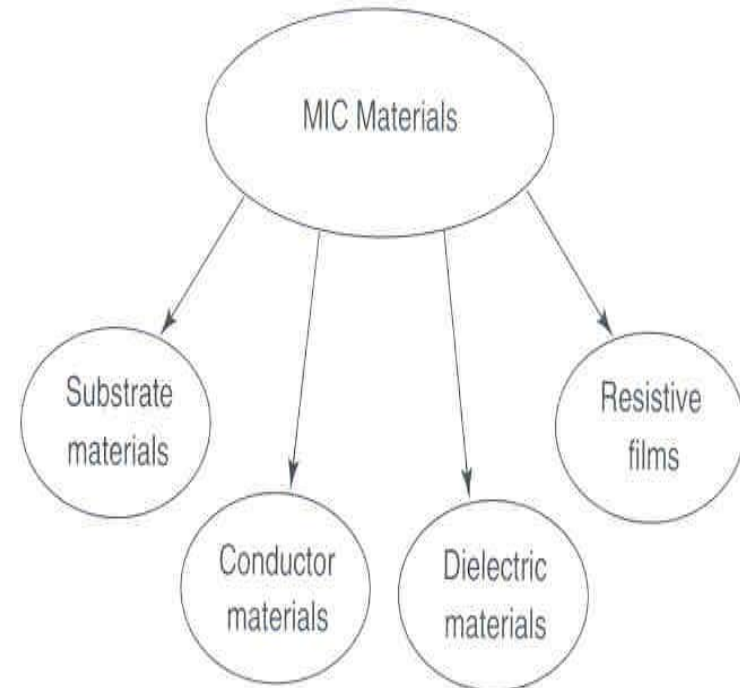 MIC Materials
Substrate
materials
Conductor
materials
Dielectric
materials
Resistive
films